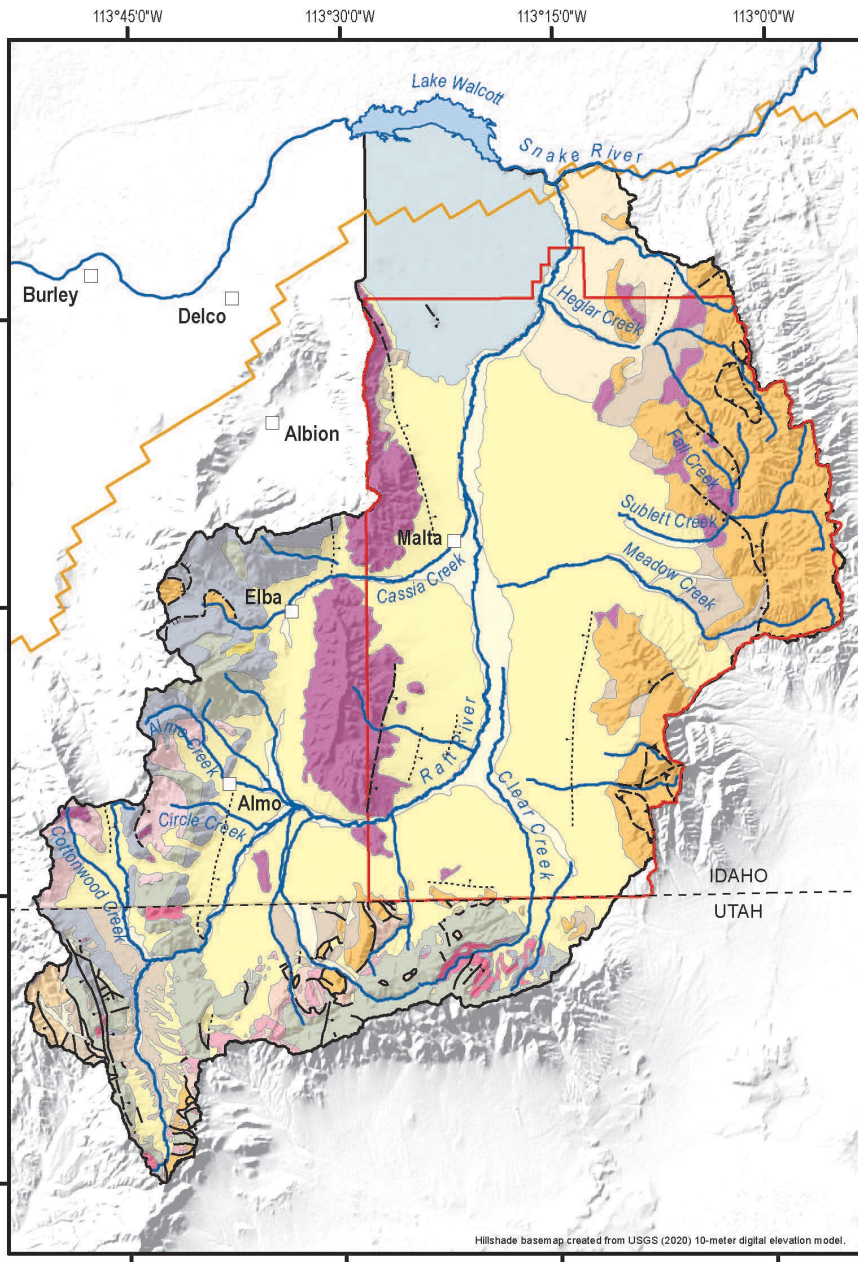 113°45'0"W
113°30'0"W
113°15'0"W
113°0'0"W
Lake Walcott
Snake River
Burley
Delco
Heglar Creek
Albion
Fall Creek
Sublett Creek
Malta
Meadow Creek
Cassia Creek
Elba
Almo Creek
Raft River
Almo
Clear Creek
Circle Creek
Cottonwood Creek
IDAHO
UTAH
Hillshade basemap created from USGS (2020) 10-meter digital elevation model.